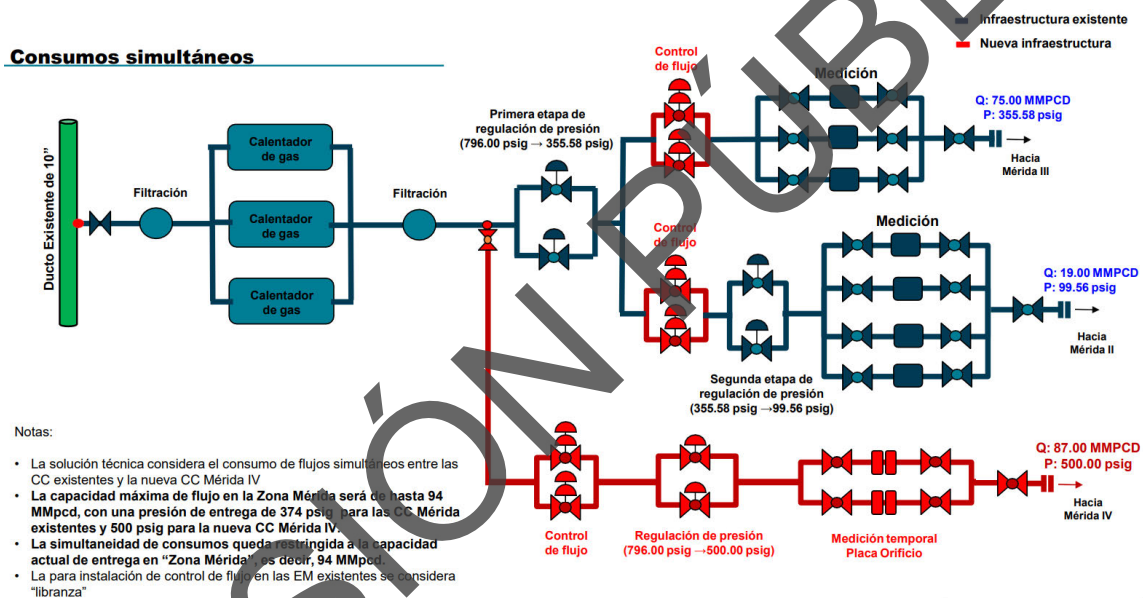 Infraestructura existente
Nueva infraestructura
Consumos simultáneos
Control
de flujo
Medición
Q: 75.00 MMPCD
P: 355.58 psig
Hacia
Mérida III
Primera etapa de
regulación de presión
(796.00 psig → 355.58 psig)
Ducto Existente de 10”
Filtración
Calentador
de gas
Calentador
de gas
Calentador
de gas
Filtración
Control
de flujo
Medición
Q: 19.00 MMPCD
P: 99.56 psig
Hacia
Mérida II
Segunda etapa de
regulación de presión
(355.58 psig →99.56 psig)
Notas:
• La solución técnica considera el consumo de flujos simultáneos entre las
CC existentes y la nueva CC Mérida IV
• La capacidad máxima de flujo en la Zona Mérida será de hasta 94
MMpcd, con una presión de entrega de 374 psig para las CC Mérida
existentes y 500 psig para la nueva CC Mérida IV.
• La simultaneidad de consumos queda restringida a la capacidad
actual de entrega en “Zona Mérida”, es decir, 94 MMpcd.
• La para instalación de control de flujo en las EM existentes se considera
“libranza”
Control
de flujo
Regulación de presión
(796.00 psig →500.00 psig)
Medición temporal
Placa Orificio
Q: 87.00 MMPCD
P: 500.00 psig
Hacia
Mérida IV
SIÓN PÚBL